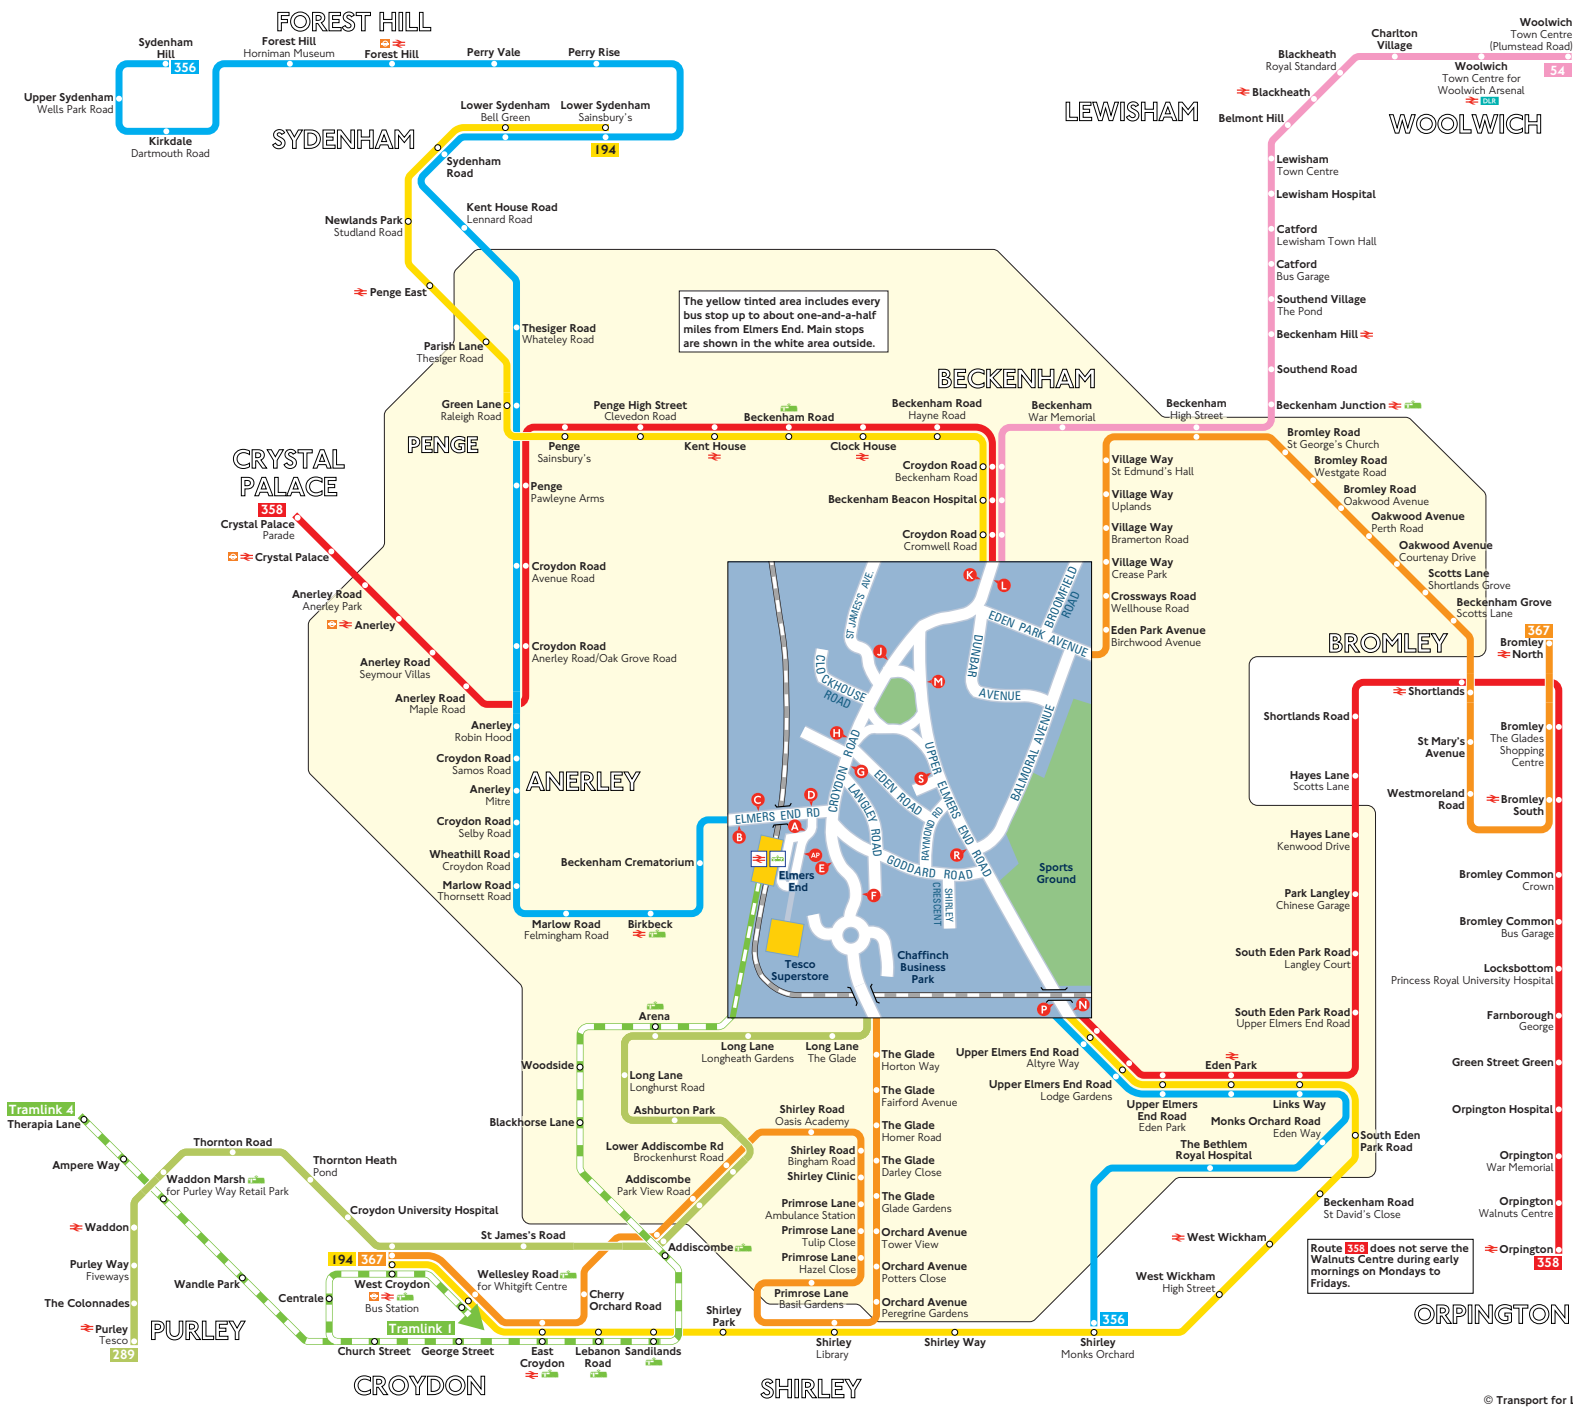 FOREST HILL
Sydenham
Hill
356
Forest Hill
Horniman Museum
Forest Hill
Perry Vale
Perry Rise
Upper Sydenham
Wells Park Road
Kirkdale
Dartmouth Road
SYDENHAM
Lower Sydenham
Bell Green
Lower Sydenham
Sainsbury's
194
Sydenham
Road
Newlands Park
Studland Road
Kent House Road
Lennard Road
Penge East
Parish Lane
Thesiger Road
Thesiger Road
Whateley Road
Green Lane
Raleigh Road
The yellow tinted area includes every
bus stop up to about one-and-a-half
miles from Elmers End. Main stops
are shown in the white area outside.
LEWISHAM
WOOLWICH
Woolwich
Town Centre
(Plumstead Road)
54
Charlton
Village
Woolwich
Town Centre for
Woolwich Arsenal
DLR
Blackheath
Royal Standard
Blackheath
Belmont Hill
Lewisham
Town Centre
Lewisham Hospital
Catford
Lewisham Town Hall
Catford
Bus Garage
Southend Village
The Pond
Beckenham Hill
Southend Road
Beckenham Junction
BECKENHAM
Beckenham
High Street
Beckenham
War Memorial
PENGE
Penge
Sainsbury's
Penge High Street
Clevedon Road
Kent House
Beckenham Road
Clock House
Beckenham Road
Hayne Road
Croydon Road
Beckenham Road
Beckenham Beacon Hospital
Croydon Road
Cromwell Road
CRYSTAL
PALACE
358
Crystal Palace
Parade
Crystal Palace
Anerley Road
Anerley Park
Anerley
Anerley Road
Seymour Villas
Anerley Road
Maple Road
Penge
Pawleyne Arms
Croydon Road
Avenue Road
Croydon Road
Anerley Road/Oak Grove Road
ANERLEY
Anerley
Robin Hood
Croydon Road
Samos Road
Anerley
Mitre
Croydon Road
Selby Road
Wheathill Road
Croydon Road
Marlow Road
Thornsett Road
Marlow Road
Felmingham Road
Birkbeck
Beckenham Crematorium
Village Way
St Edmund's Hall
Village Way
Uplands
Village Way
Bramerton Road
Village Way
Crease Park
Crossways Road
Wellhouse Road
Eden Park Avenue
Birchwood Avenue
Bromley Road
St George's Church
Bromley Road
Westgate Road
Bromley Road
Oakwood Avenue
Oakwood Avenue
Perth Road
Oakwood Avenue
Courtenay Drive
Scotts Lane
Shortlands Grove
Beckenham Grove
Scotts Lane
BROMLEY
367
Bromley
North
Shortlands
Bromley
The Glades
Shopping
Centre
St Mary's
Avenue
Westmoreland
Road
Bromley
South
Shortlands Road
Hayes Lane
Scotts Lane
Hayes Lane
Kenwood Drive
Park Langley
Chinese Garage
South Eden Park Road
Langley Court
South Eden Park Road
Upper Elmers End Road
Bromley Common
Crown
Bromley Common
Bus Garage
Locksbottom
Princess Royal University Hospital
Farnborough
George
Green Street Green
Orpington Hospital
Orpington
War Memorial
Orpington
Walnuts Centre
Orpington
358
ORPINGTON
Route 358 does not serve the
Walnuts Centre during early
mornings on Mondays to
Fridays.
ST JAMES'S AVE.
CLOCKHOUSE
ROAD
EDEN PARK AVENUE
BROOMFIELD
ROAD
DUNBAR
AVENUE
BALMORAL AVENUE
CROYDON ROAD
UPPER ELMERS END ROAD
EDEN ROAD
LANGLEY ROAD
RAYMOND RD
GODDARD ROAD
SHIRLEY
CRESCENT
ELMERS END RD
K
L
J
M
H
G
S
C
D
B
A
AP
E
R
F
P
N
Elmers
End
Tesco
Superstore
Chaffinch
Business
Park
Sports
Ground
Arena
Woodside
Blackhorse Lane
Long Lane
Longheath Gardens
Long Lane
The Glade
Long Lane
Longhurst Road
Ashburton Park
Lower Addiscombe Rd
Brockenhurst Road
Addiscombe
Park View Road
Addiscombe
Shirley Road
Oasis Academy
Shirley Road
Bingham Road
Shirley Clinic
Primrose Lane
Ambulance Station
Primrose Lane
Tulip Close
Primrose Lane
Hazel Close
Primrose Lane
Basil Gardens
The Glade
Horton Way
The Glade
Fairford Avenue
The Glade
Homer Road
The Glade
Darley Close
The Glade
Glade Gardens
Orchard Avenue
Tower View
Orchard Avenue
Potters Close
Orchard Avenue
Peregrine Gardens
Upper Elmers End Road
Altyre Way
Upper Elmers End Road
Lodge Gardens
Upper Elmers
End Road
Eden Park
Eden Park
Links Way
Monks Orchard Road
Eden Way
The Bethlem
Royal Hospital
South Eden
Park Road
Beckenham Road
St David's Close
West Wickham
West Wickham
High Street
356
Shirley
Monks Orchard
Shirley Way
Shirley
Library
Shirley
Park
SHIRLEY
Tramlink 4
Therapia Lane
Ampere Way
Waddon Marsh
for Purley Way Retail Park
Thornton Road
Thornton Heath
Pond
Croydon University Hospital
St James's Road
Waddon
Purley Way
Fiveways
The Colonnades
Purley
Tesco
289
PURLEY
Wandle Park
194
367
West Croydon
Bus Station
Centrale
Tramlink 1
Wellesley Road
for Whitgift Centre
Cherry
Orchard Road
Church Street
George Street
East
Croydon
Lebanon
Road
Sandilands
CROYDON
© Transport for L